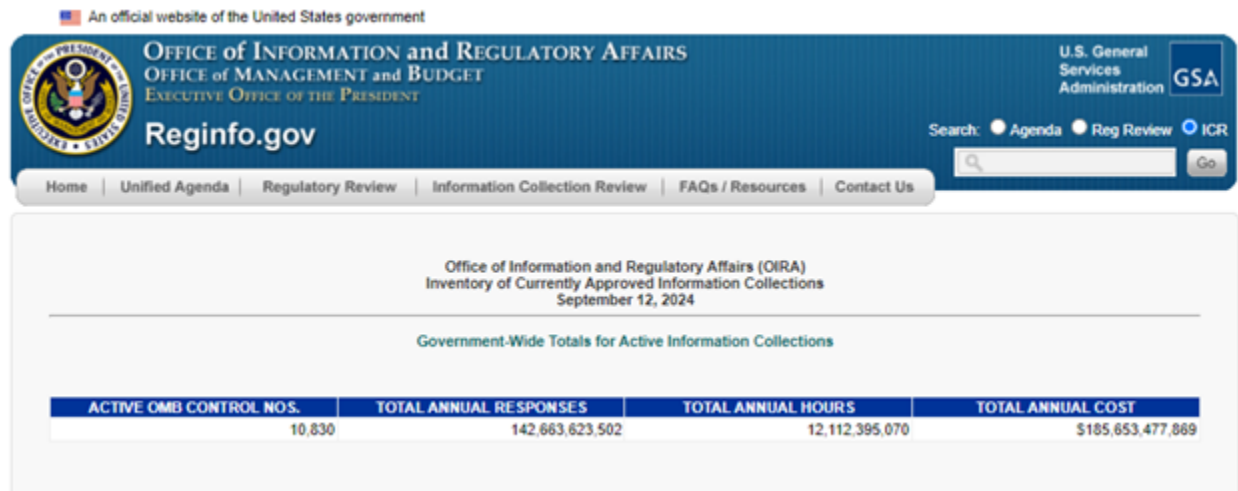 An official website of the United States government
OFFICE of INFORMATION and REGULATORY AFFAIRS
OFFICE of MANAGEMENT and BUDGET
EXECUTIVE OFFICE OF THE PRESIDENT
Reginfo.gov
U.S. General
Services
Administration
GSA
Search: Agenda Reg Review ICR
Go
Home | Unified Agenda | Regulatory Review | Information Collection Review | FAQs / Resources | Contact Us
Office of Information and Regulatory Affairs (OIRA)
Inventory of Currently Approved Information Collections
September 12, 2024
Government-Wide Totals for Active Information Collections
ACTIVE OMB CONTROL NOS. TOTAL ANNUAL RESPONSES TOTAL ANNUAL HOURS TOTAL ANNUAL COST
10,830 142,663,623,502 12,112,395,070 $185,653,477,869